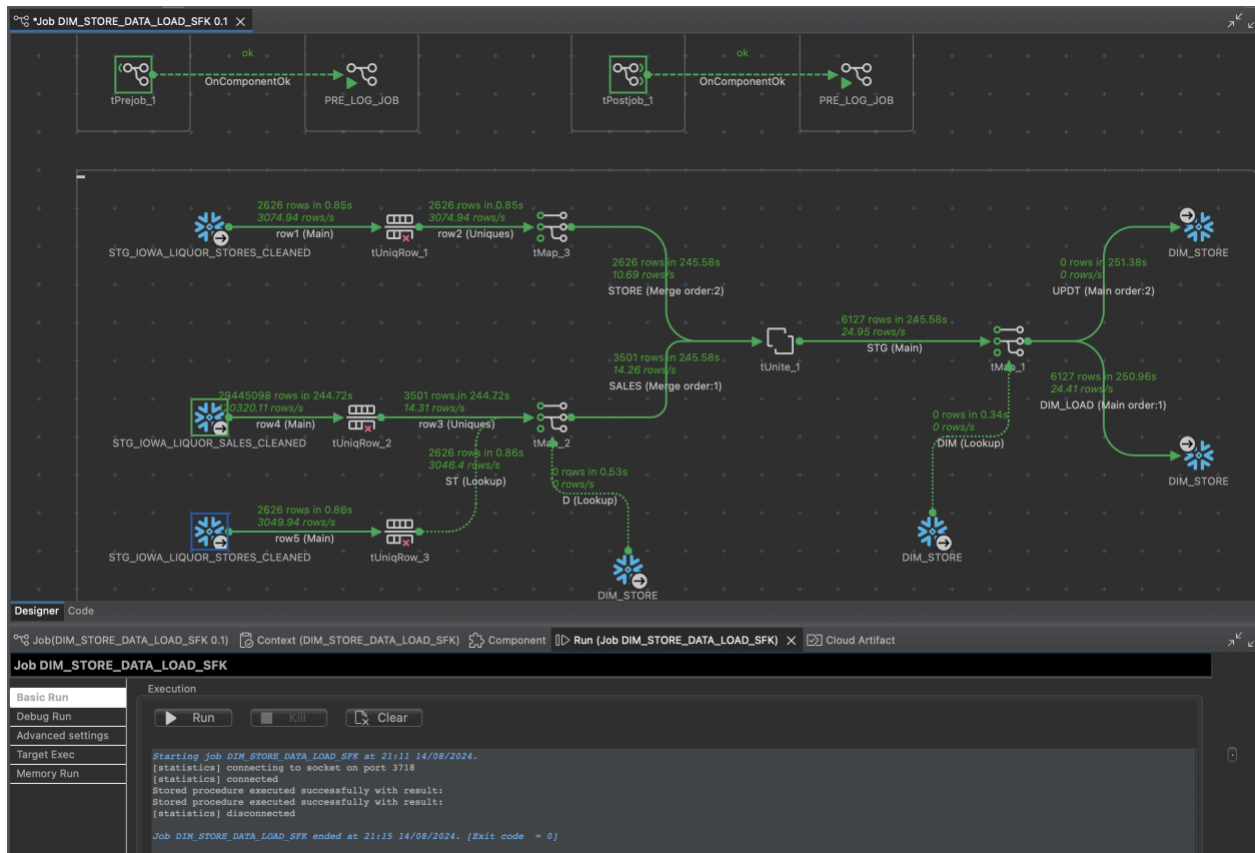 *Job DIM_STORE_DATA_LOAD_SFK 0.1
ok
OnComponentOk
tPrejob_1
PRE_LOG_JOB
ok
OnComponentOk
tPostjob_1
PRE_LOG_JOB
2626 rows in 0.85s
3074.94 rows/s
row1 (Main)
STG_IOWA_LIQUOR_STORES_CLEANED
tUniqRow_1
2626 rows in 0.85s
3074.94 rows/s
row2 (Uniques)
tMap_3
2626 rows in 245.58s
10.69 rows/s
STORE (Merge order:2)
0 rows in 251.38s
0 rows/s
UPDT (Main order:2)
DIM_STORE
6127 rows in 245.58s
24.95 rows/s
STG (Main)
tUnite_1
tMap_1
3501 rows in 245.58s
14.26 rows/s
SALES (Merge order:1)
6127 rows in 250.96s
24.41 rows/s
DIM_LOAD (Main order:1)
DIM_STORE
29445098 rows in 244.72s
120320.11 rows/s
row4 (Main)
STG_IOWA_LIQUOR_SALES_CLEANED
tUniqRow_2
3501 rows in 244.72s
14.31 rows/s
row3 (Uniques)
tMap_2
2626 rows in 0.86s
3046.4 rows/s
ST (Lookup)
0 rows in 0.53s
0 rows/s
D (Lookup)
0 rows in 0.34s
0 rows/s
DIM (Lookup)
2626 rows in 0.86s
3049.94 rows/s
row5 (Main)
STG_IOWA_LIQUOR_STORES_CLEANED
tUniqRow_3
DIM_STORE
DIM_STORE
Designer Code
Job(DIM_STORE_DATA_LOAD_SFK 0.1) Context (DIM_STORE_DATA_LOAD_SFK) Component Run (Job DIM_STORE_DATA_LOAD_SFK) Cloud Artifact
Job DIM_STORE_DATA_LOAD_SFK
Basic Run
Debug Run
Advanced settings
Target Exec
Memory Run
Execution
Run Kill Clear
Starting job DIM_STORE_DATA_LOAD_SFK at 21:11 14/08/2024.
[statistics] connecting to socket on port 3718
[statistics] connected
Stored procedure executed successfully with result:
Stored procedure executed successfully with result:
[statistics] disconnected
Job DIM_STORE_DATA_LOAD_SFK ended at 21:15 14/08/2024. [Exit code = 0]